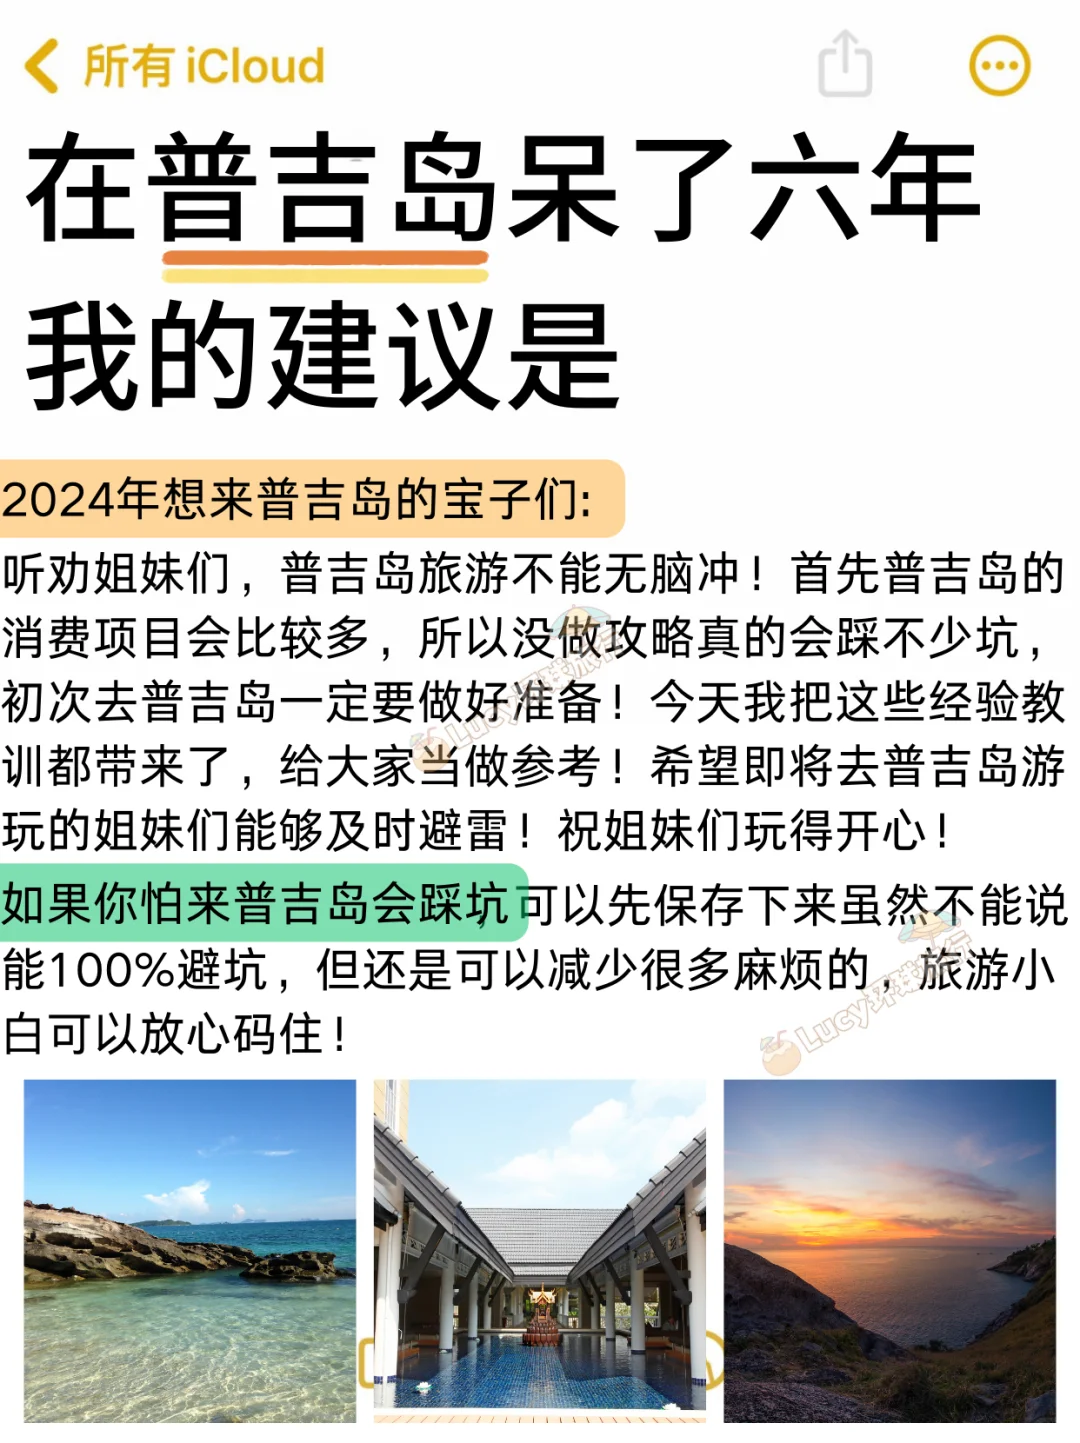 所有 iCloud
在普吉岛呆了六年
我的建议是
2024年想来普吉岛的宝子们:
听劝姐妹们，普吉岛旅游不能无脑冲！首先普吉岛的
消费项目会比较多，所以没做攻略真的会踩不少坑，
初次去普吉岛一定要做好准备！今天我把这些经验教
训都带来了，给大家当做参考！希望即将去普吉岛游
玩的姐妹们能够及时避雷！祝姐妹们玩得开心！
如果你怕来普吉岛会踩坑，可以先保存下来虽然不能说
能100%避坑，但还是可以减少很多麻烦的，旅游小
白可以放心码住！
Lucy环球旅行
Lucy环球旅行